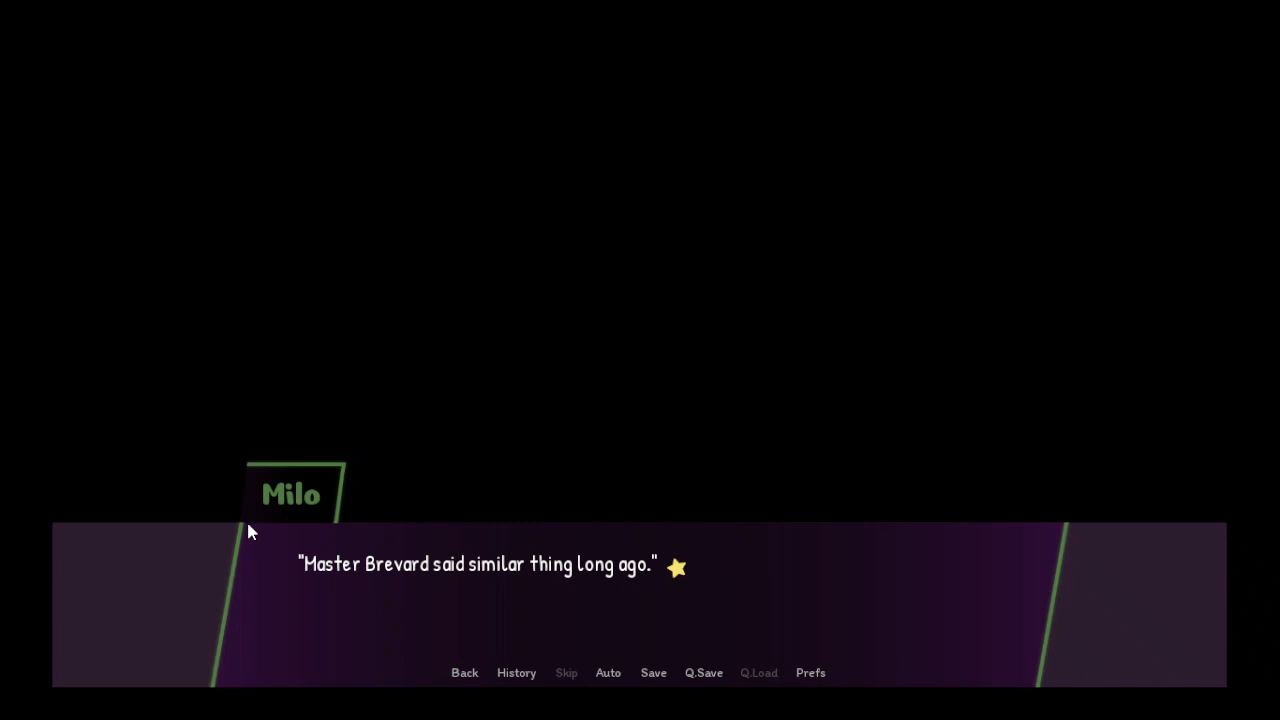 Milo
"Master Brevard said similar thing long ago."
Back History Skip Auto Save Q.Save Q.Load Prefs